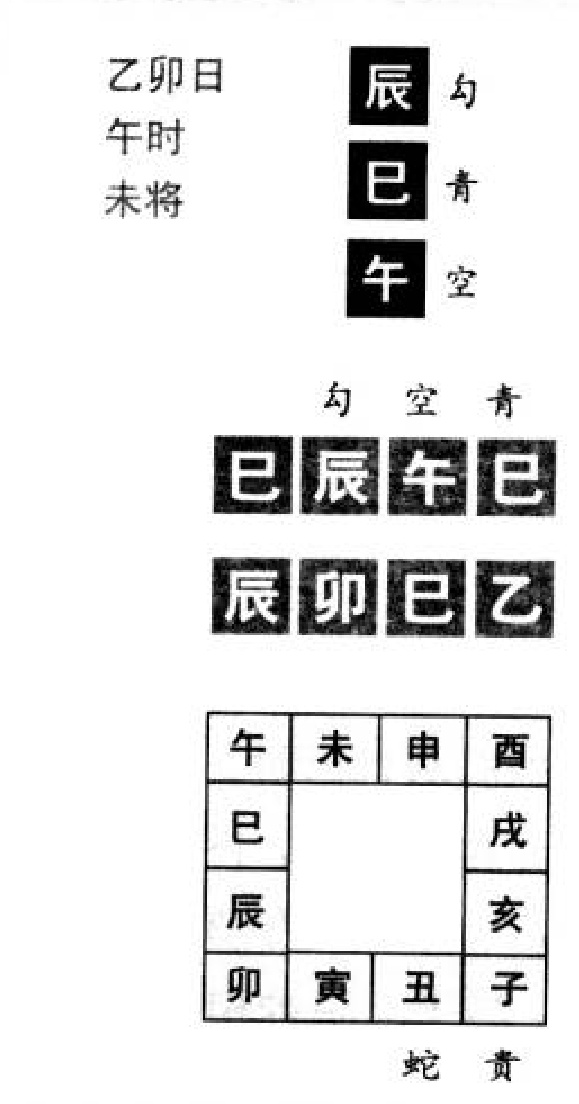 乙卯日
午时
未将
辰 勾
巳 青
午 空
勾 空 青
巳 辰 午 巳
辰 卯 巳 乙
午 未 申 酉
巳 戌
辰 亥
卯 寅 丑 子
蛇 贵